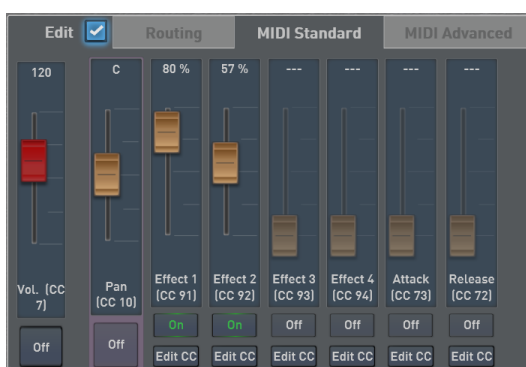 Edit Routing MIDI Standard MIDI Advanced
120 C 80 % 57 % --- --- --- ---
Vol. (CC 7)
Pan (CC 10)
Effect 1 (CC 91)
Effect 2 (CC 92)
Effect 3 (CC 93)
Effect 4 (CC 94)
Attack (CC 73)
Release (CC 72)
Off Off On On Off Off Off Off
Edit CC Edit CC Edit CC Edit CC Edit CC Edit CC